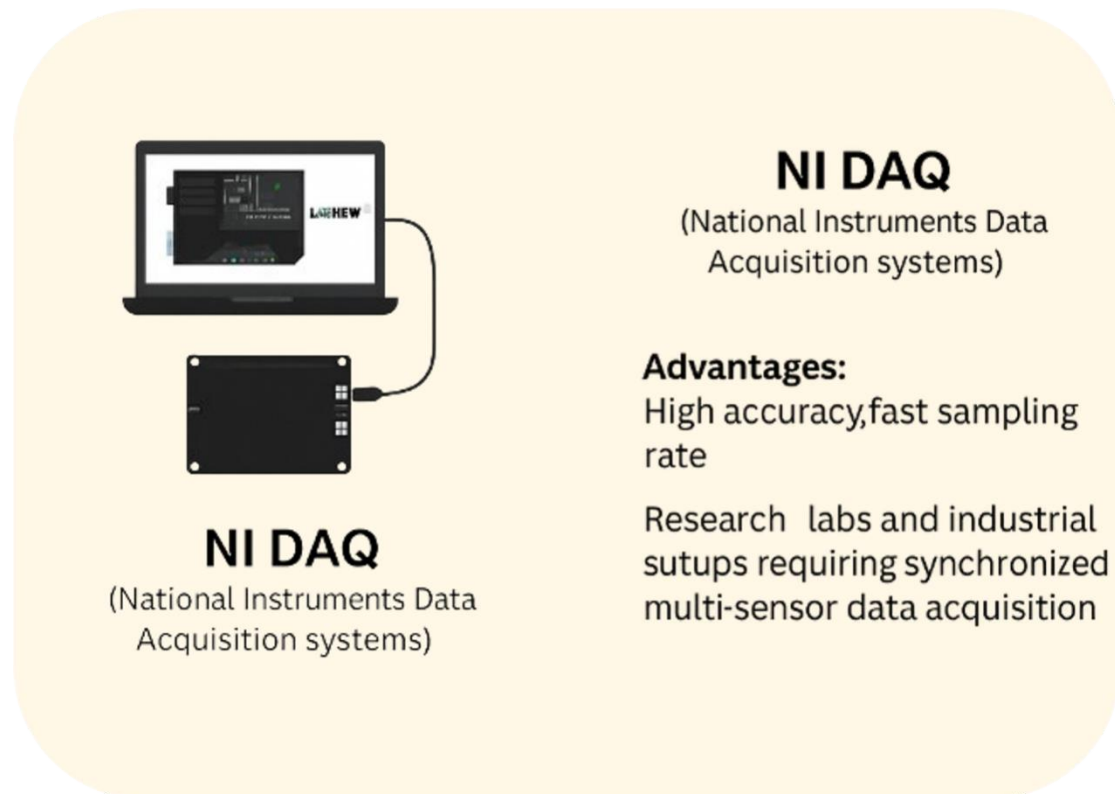 NI DAQ
(National Instruments Data
Acquisition systems)
NI DAQ
(National Instruments Data
Acquisition systems)
Advantages:
High accuracy,fast sampling
rate
Research labs and industrial
sutups requiring synchronized
multi-sensor data acquisition